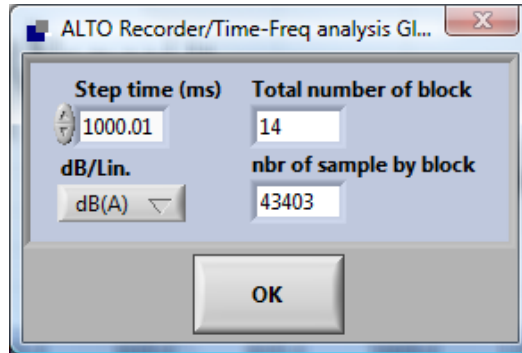 ALTO Recorder/Time-Freq analysis Gl...
Step time (ms) Total number of block
1000.01 14
dB/Lin. nbr of sample by block
dB(A) 43403
OK